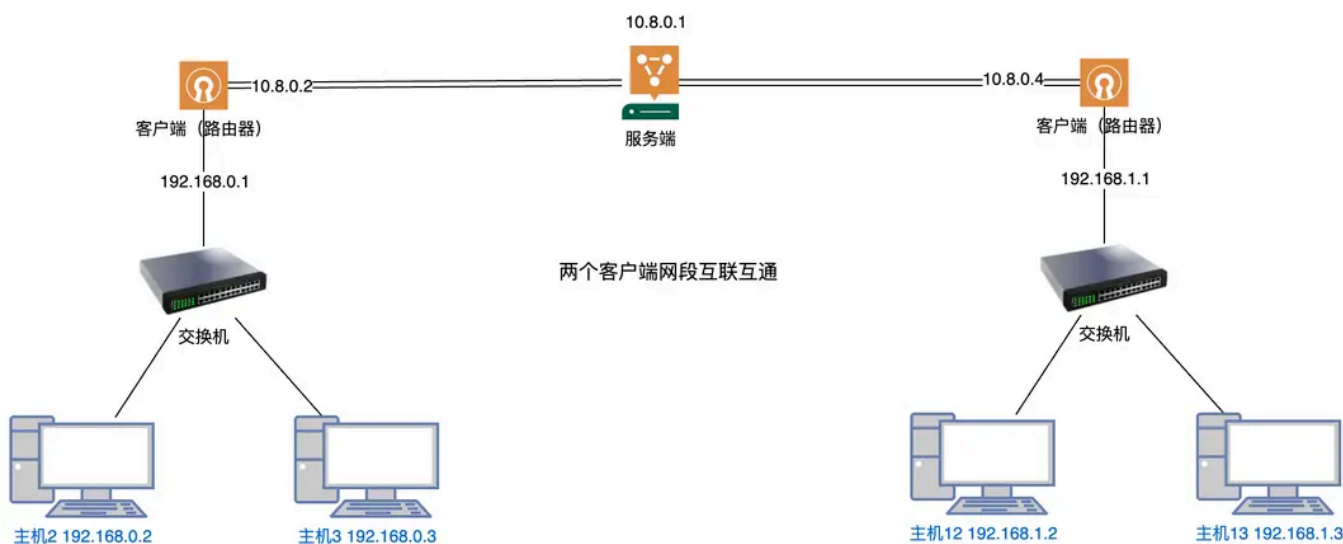 10.8.0.1
10.8.0.2
10.8.0.4
客户端（路由器）
服务端
客户端（路由器）
192.168.0.1
192.168.1.1
两个客户端网段互联互通
交换机
交换机
主机2 192.168.0.2
主机3 192.168.0.3
主机12 192.168.1.2
主机13 192.168.1.3